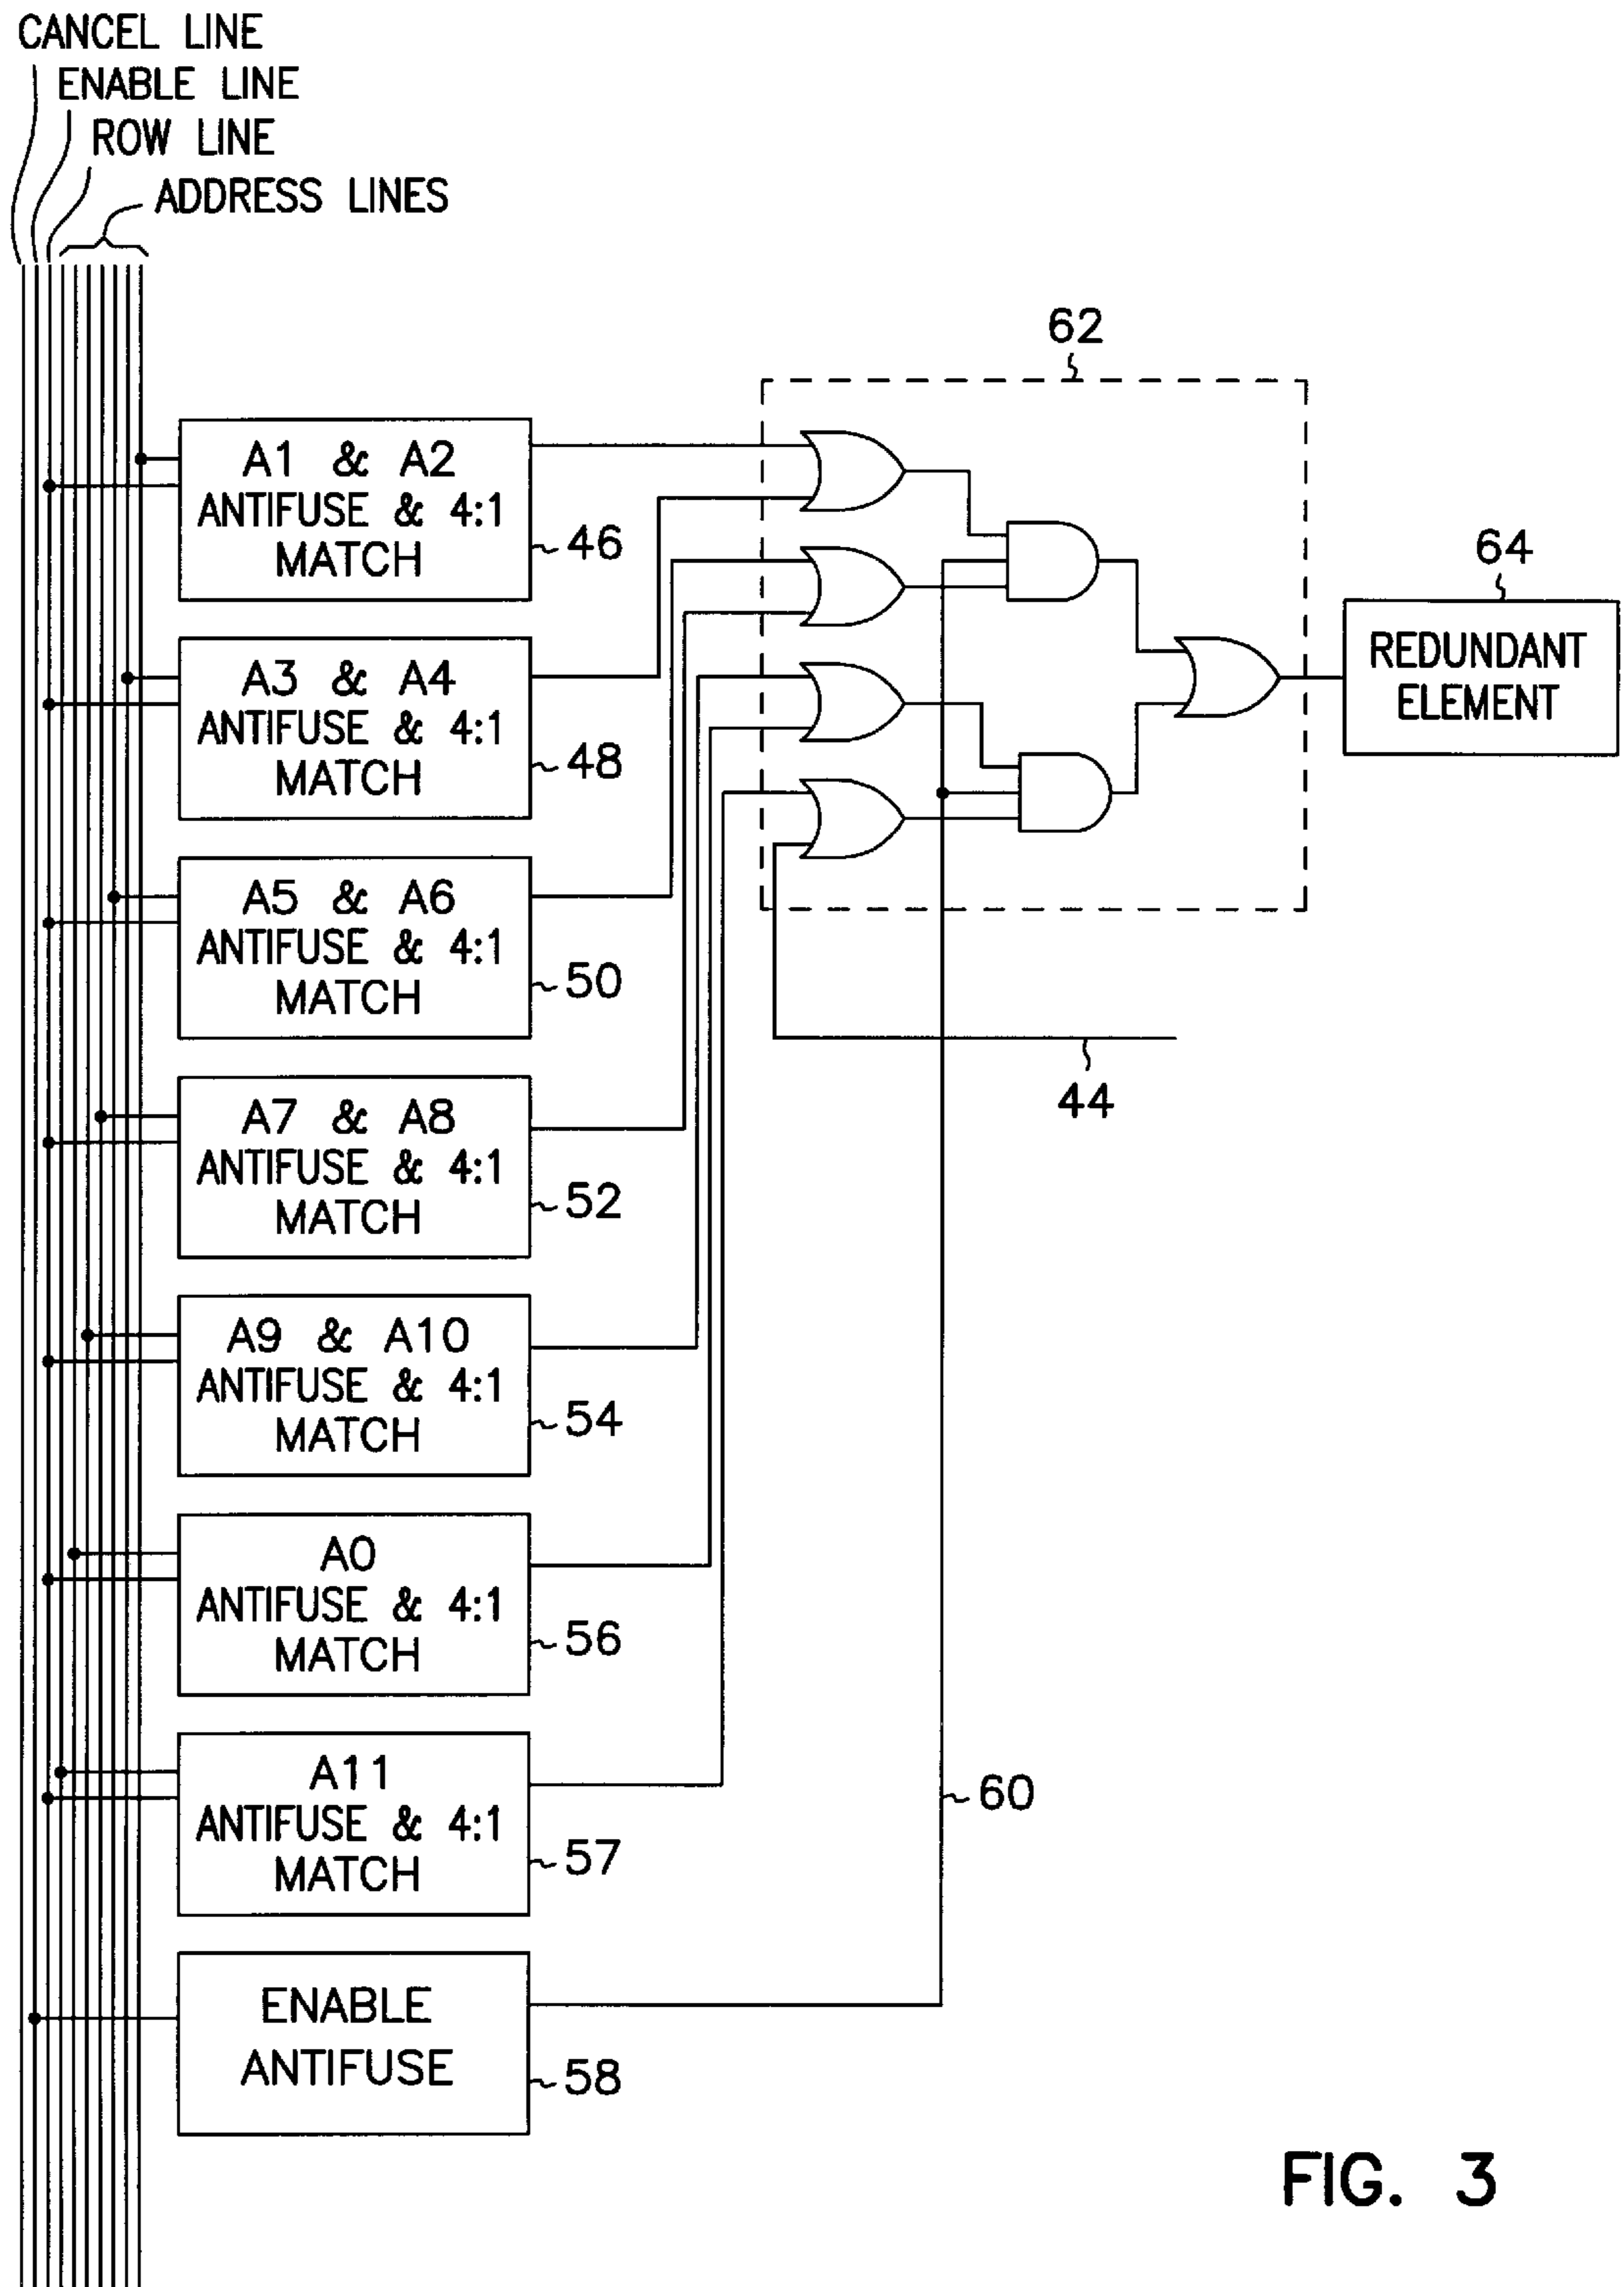 CANCEL LINE
ENABLE LINE
ROW LINE
ADDRESS LINES
62
A1 & A2
ANTIFUSE & 4:1
MATCH
46
64
REDUNDANT
ELEMENT
A3 & A4
ANTIFUSE & 4:1
MATCH
48
A5 & A6
ANTIFUSE & 4:1
MATCH
50
44
A7 & A8
ANTIFUSE & 4:1
MATCH
52
A9 & A10
ANTIFUSE & 4:1
MATCH
54
A0
ANTIFUSE & 4:1
MATCH
56
A11
ANTIFUSE & 4:1
MATCH
57
60
ENABLE
ANTIFUSE
58
FIG. 3